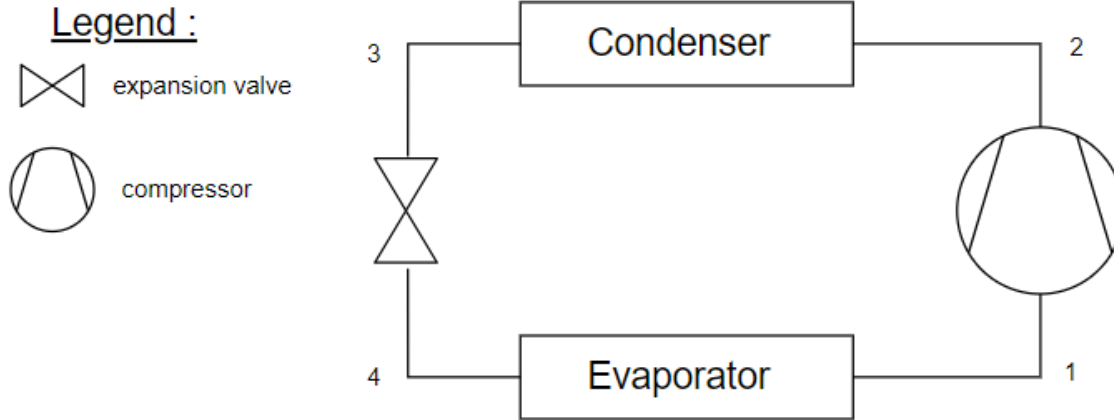 Legend :
expansion valve
compressor
3
Condenser
2
4
Evaporator
1